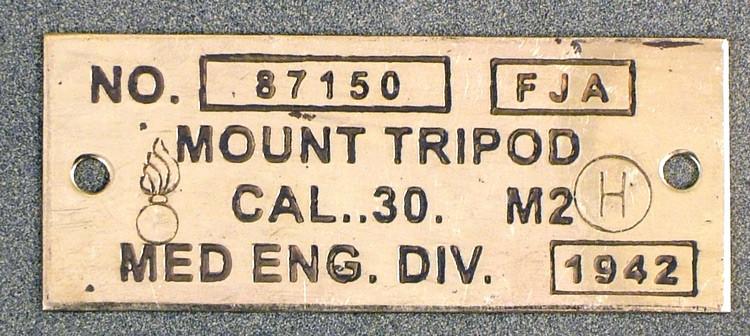 NO. 87150 FJA
MOUNT TRIPOD
CAL..30. M2 H
MED ENG. DIV. 1942